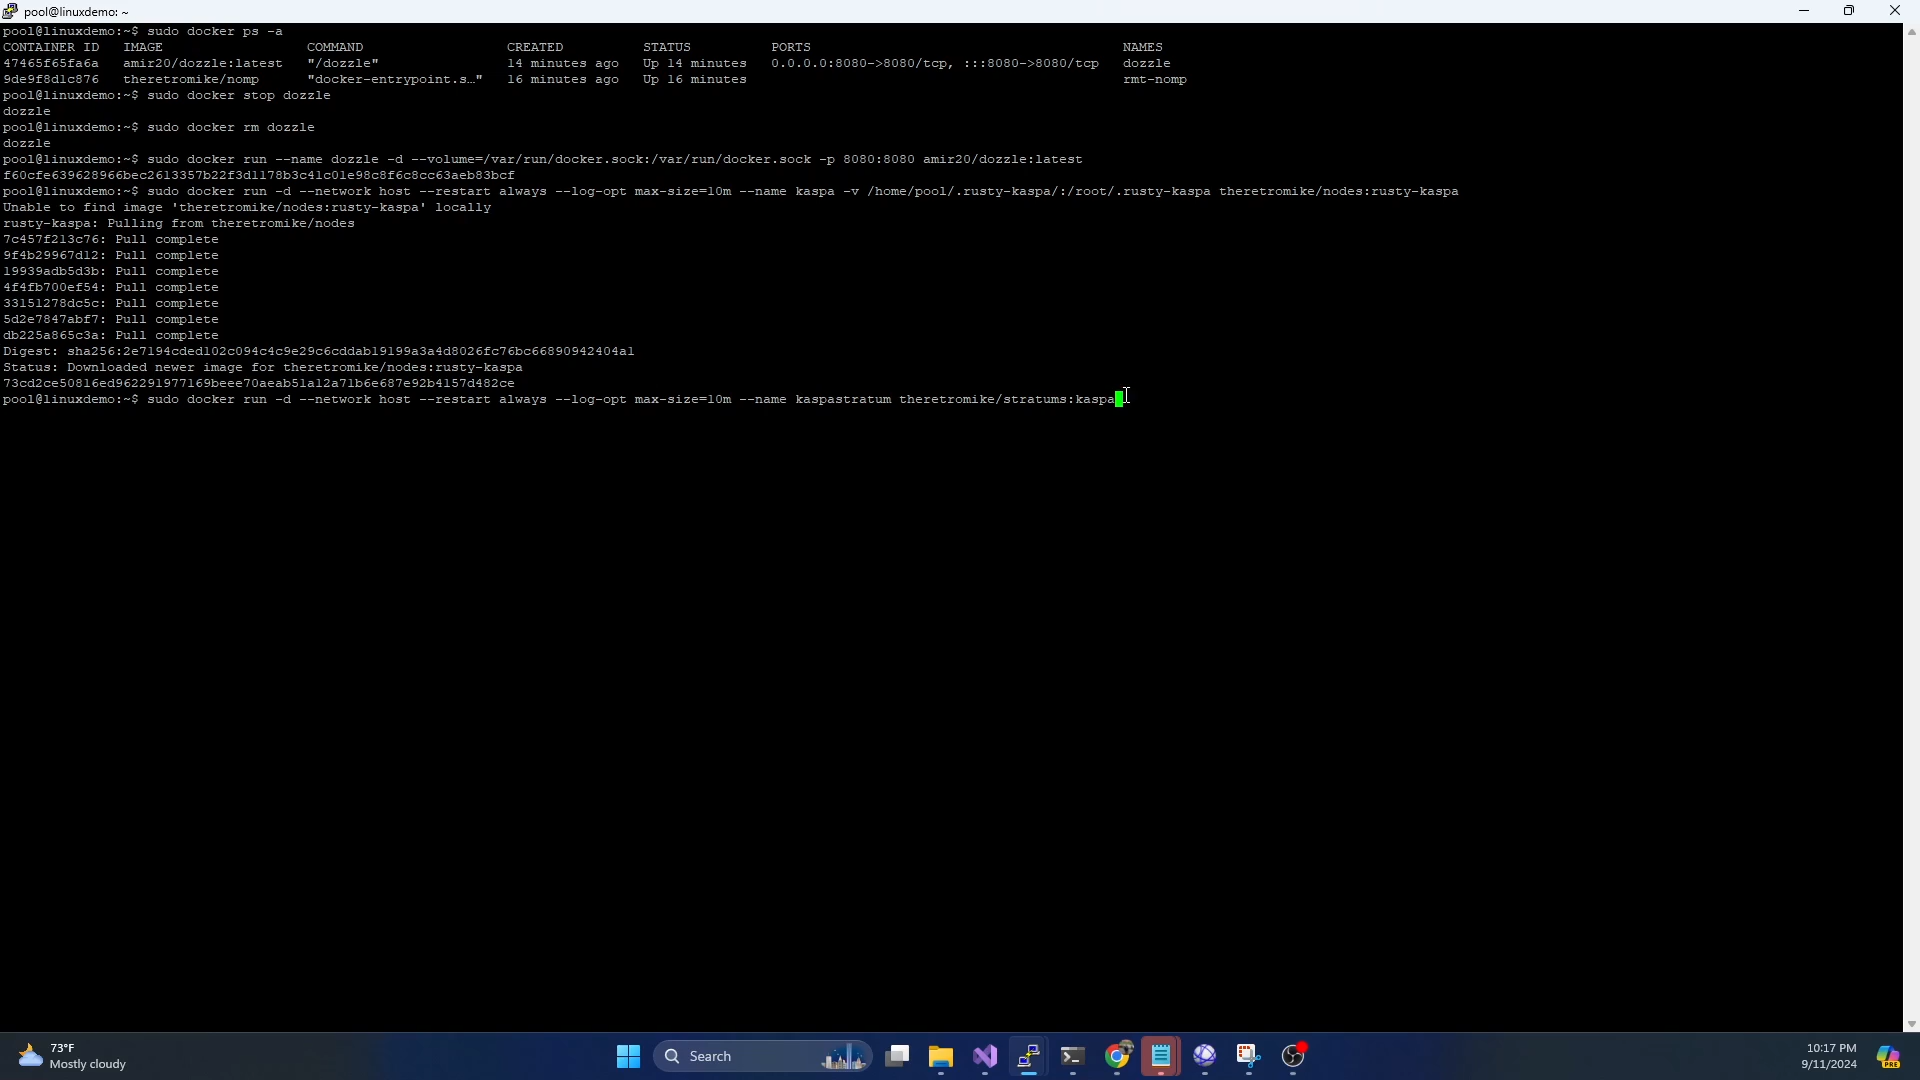 pool@linuxdemo: ~
pool@linuxdemo:~$ sudo docker ps -a
CONTAINER ID   IMAGE                  COMMAND                  CREATED          STATUS          PORTS                                       NAMES
47465f65fa6a   amir20/dozzle:latest   "/dozzle"                14 minutes ago   Up 14 minutes   0.0.0.0:8080->8080/tcp, :::8080->8080/tcp   dozzle
9de9f8d1c876   theretromike/nomp      "docker-entrypoint.s…"   16 minutes ago   Up 16 minutes                                               rmt-nomp
pool@linuxdemo:~$ sudo docker stop dozzle
dozzle
pool@linuxdemo:~$ sudo docker rm dozzle
dozzle
pool@linuxdemo:~$ sudo docker run --name dozzle -d --volume=/var/run/docker.sock:/var/run/docker.sock -p 8080:8080 amir20/dozzle:latest
f60cfe639628966bec2613357b22f3d1178b3c41c01e98c8f6c8cc63aeb83bcf
pool@linuxdemo:~$ sudo docker run -d --network host --restart always --log-opt max-size=10m --name kaspa -v /home/pool/.rusty-kaspa/:/root/.rusty-kaspa theretromike/nodes:rusty-kaspa
Unable to find image 'theretromike/nodes:rusty-kaspa' locally
rusty-kaspa: Pulling from theretromike/nodes
7c457f213c76: Pull complete
9f4b29967d12: Pull complete
19939adb5d3b: Pull complete
4f4fb700ef54: Pull complete
33151278dc5c: Pull complete
5d2e7847abf7: Pull complete
db225a865c3a: Pull complete
Digest: sha256:2e7194cded102c094c4c9e29c6cddab19199a3a4d8026fc76bc66890942404a1
Status: Downloaded newer image for theretromike/nodes:rusty-kaspa
73cd2ce50816ed962291977169beee70aeab51a12a71b6e687e92b4157d482ce
pool@linuxdemo:~$ sudo docker run -d --network host --restart always --log-opt max-size=10m --name kaspastratum theretromike/stratums:kaspa
73°F
Mostly cloudy
Search
10:17 PM
9/11/2024
PRE